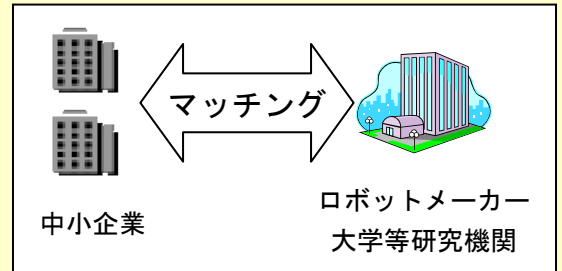 マッチング
中小企業
ロボットメーカー
大学等研究機関